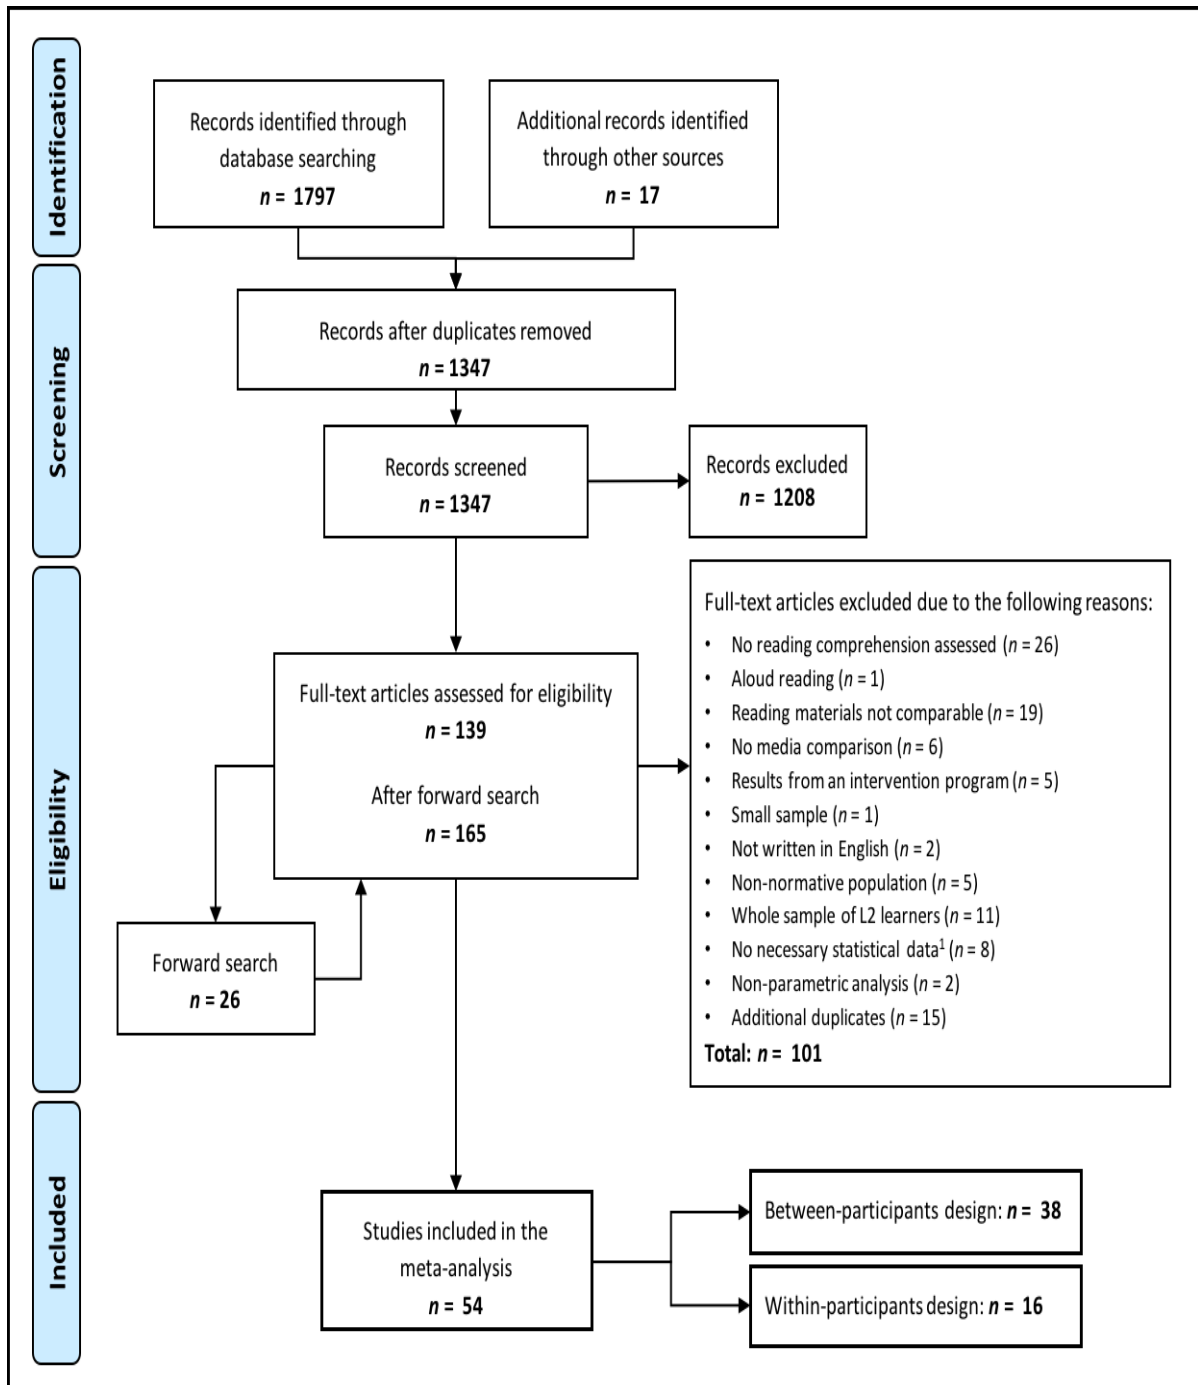 Identification
Records identified through
database searching
n = 1797
Additional records identified
through other sources
n = 17
Screening
Records after duplicates removed
n = 1347
Records screened
n = 1347
Records excluded
n = 1208
Eligibility
Full-text articles assessed for eligibility
n = 139
After forward search
n = 165
Forward search
n = 26
Full-text articles excluded due to the following reasons:
• No reading comprehension assessed (n = 26)
• Aloud reading (n = 1)
• Reading materials not comparable (n = 19)
• No media comparison (n = 6)
• Results from an intervention program (n = 5)
• Small sample (n = 1)
• Not written in English (n = 2)
• Non-normative population (n = 5)
• Whole sample of L2 learners (n = 11)
• No necessary statistical data¹ (n = 8)
• Non-parametric analysis (n = 2)
• Additional duplicates (n = 15)
Total: n = 101
Included
Studies included in the
meta-analysis
n = 54
Between-participants design: n = 38
Within-participants design: n = 16